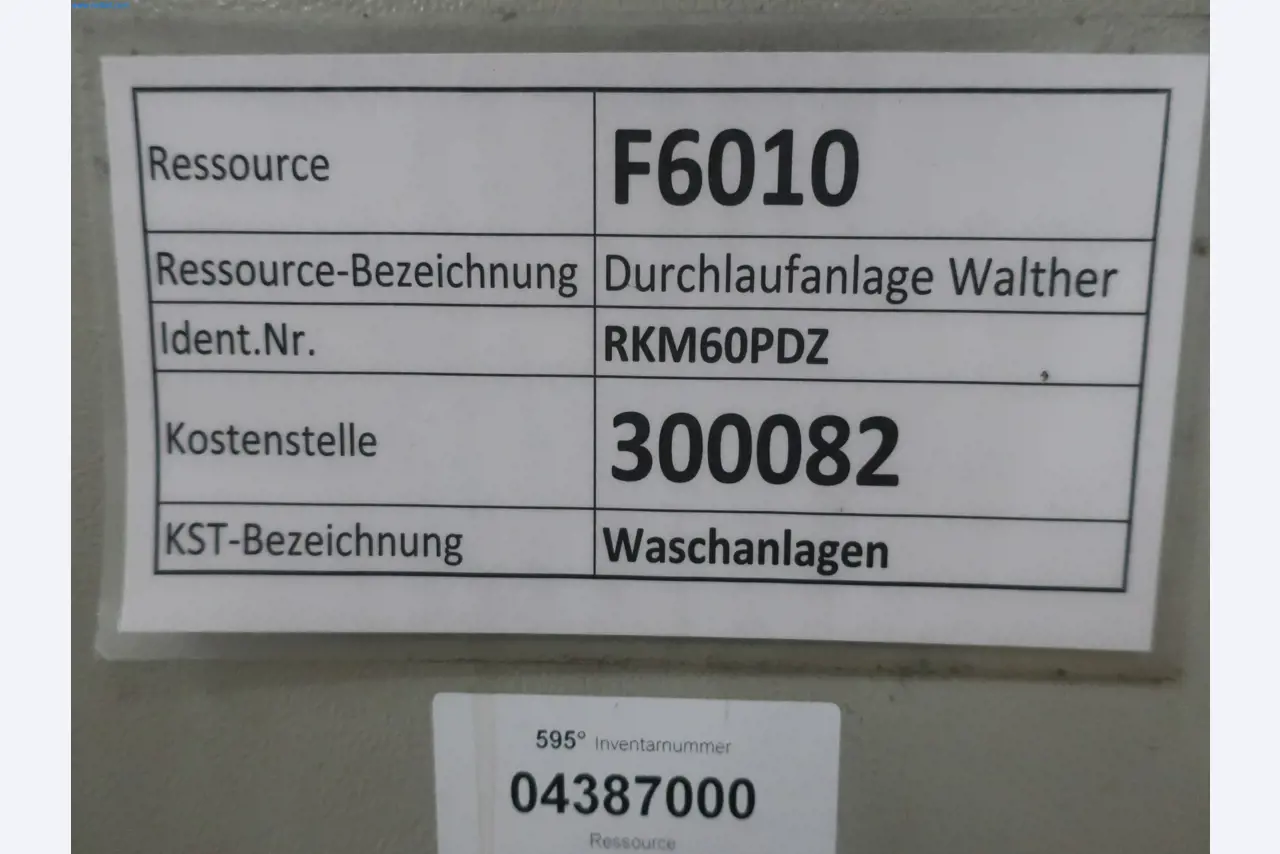 Ressource F6010
Ressource-Bezeichnung Durchlaufanlage Walther
Ident.Nr. RKM60PDZ
Kostenstelle 300082
KST-Bezeichnung Waschanlagen
595° Inventarnummer
04387000
Ressource